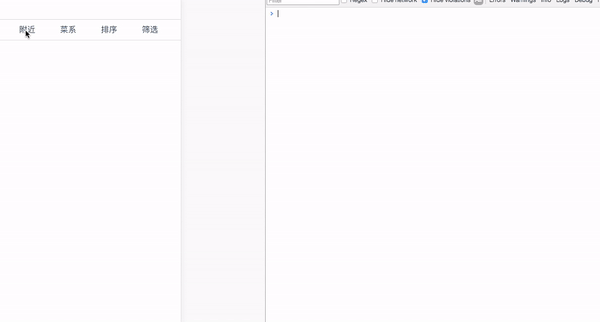 附近 菜系 排序 筛选
Filter Regex Hide network Hide violations All Errors Warnings Info Logs Debug
>